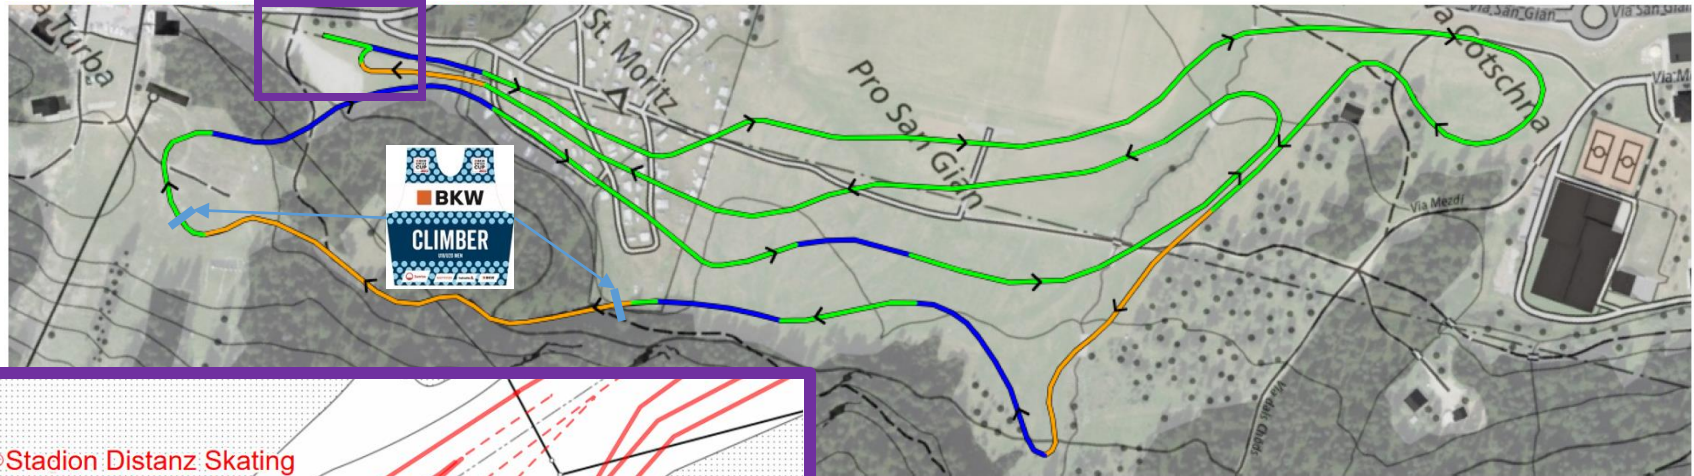 a Turba
St. Moritz
Pro San Gian
Via San Gian
Via San Gian
Via Cotschna
Via M
Via Mezdi
BKW
CLIMBER
Stadion Distanz Skating